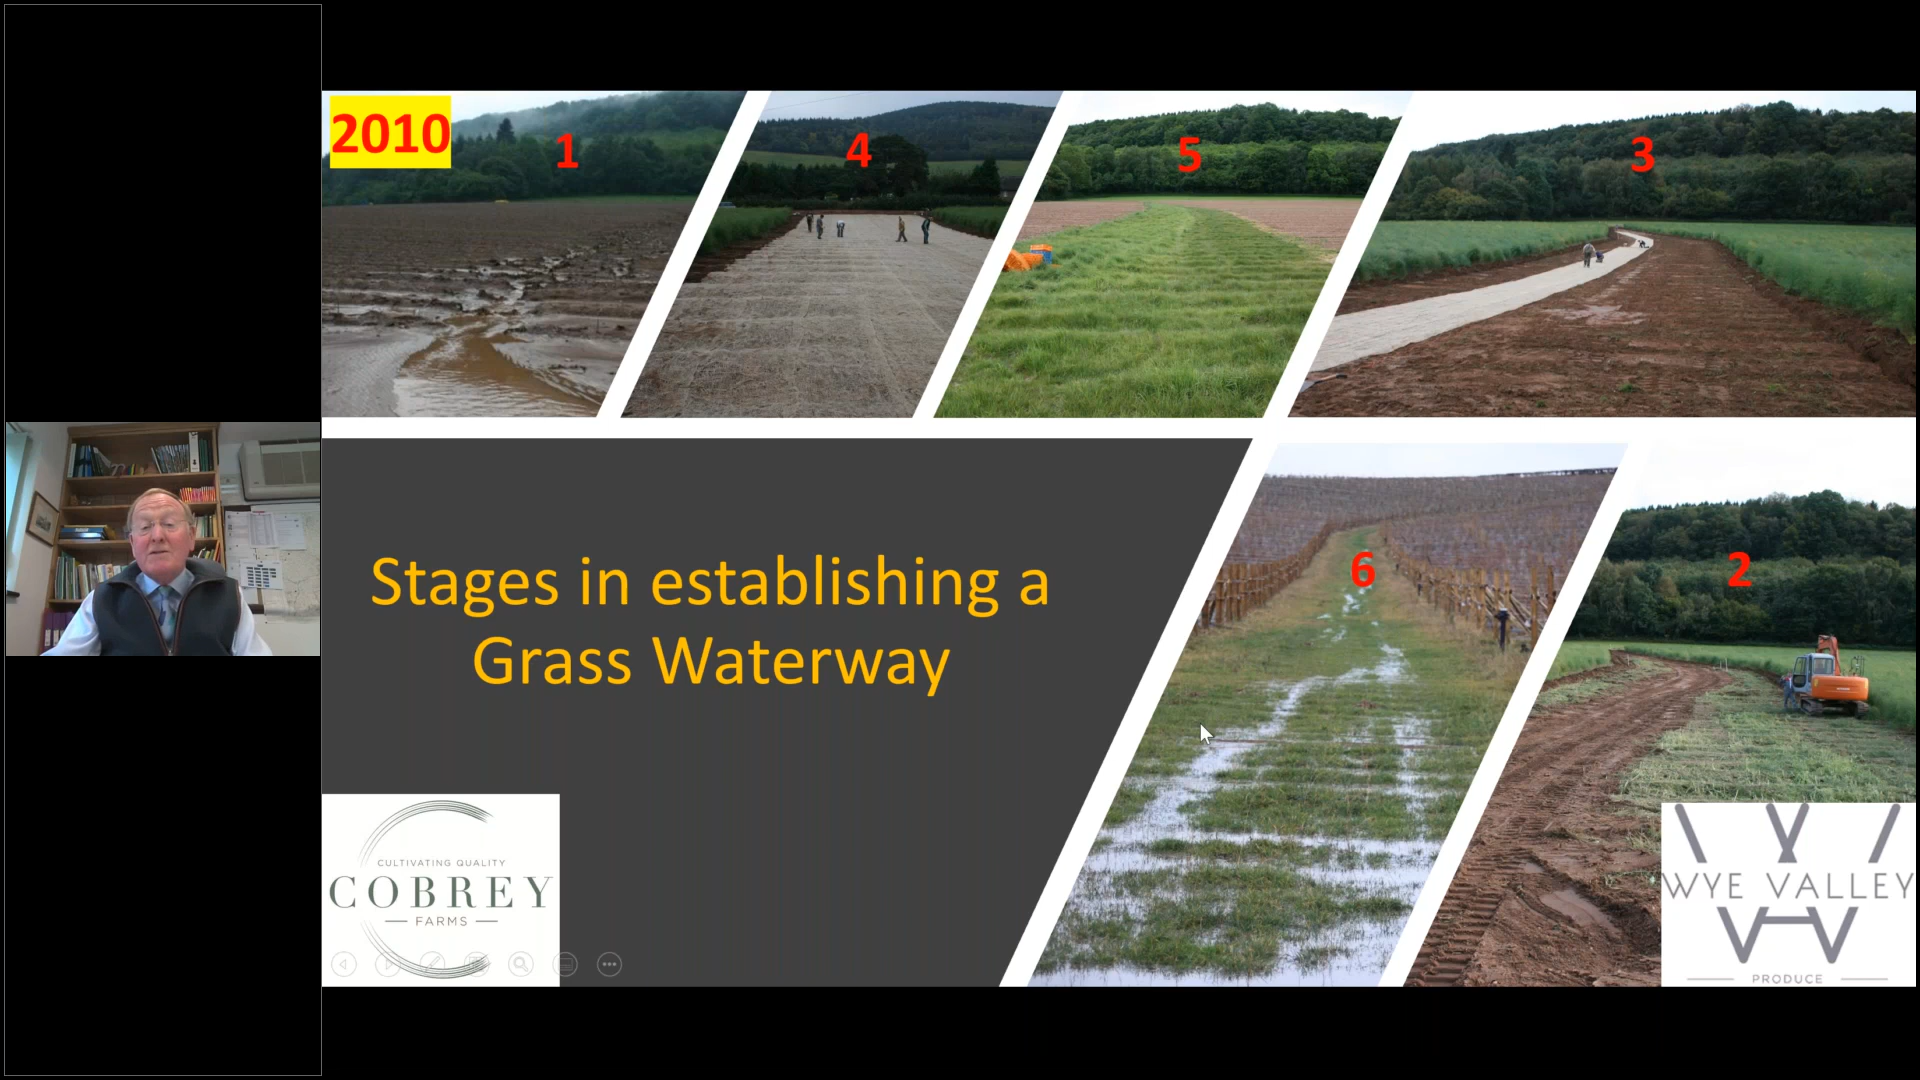 2010
1
4
5
3
Stages in establishing a
Grass Waterway
6
2
CULTIVATING QUALITY
COBREY
FARMS
WYE VALLEY
PRODUCE